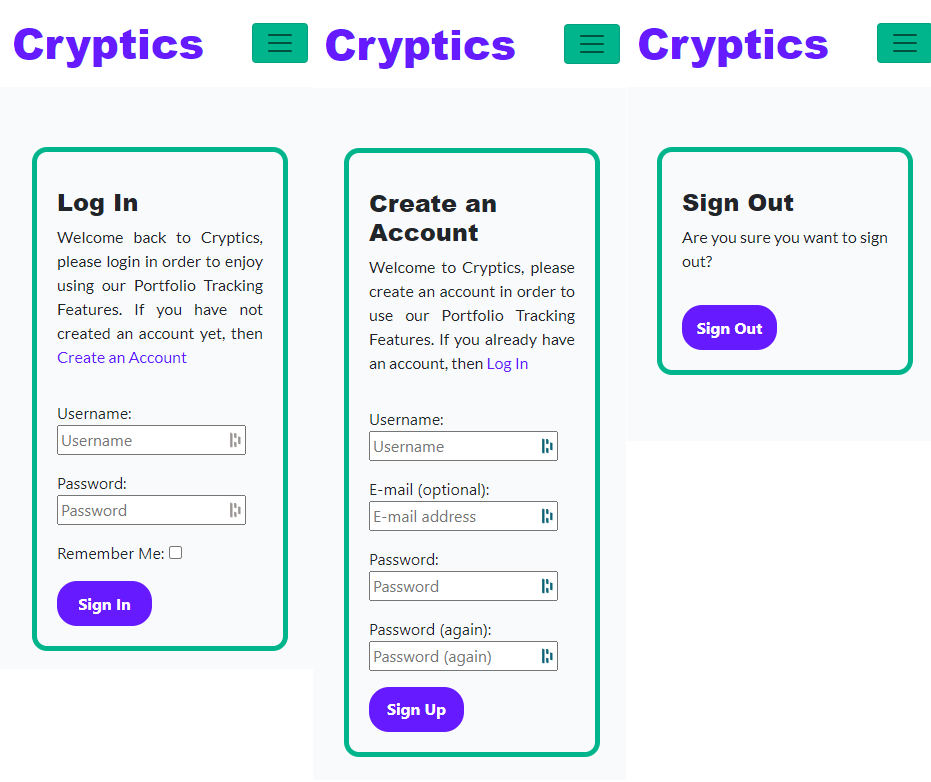 Cryptics
Log In
Welcome back to Cryptics,
please login in order to enjoy
using our Portfolio Tracking
Features. If you have not
created an account yet, then
Create an Account
Username:
Username
Password:
Password
Remember Me:
Sign In
Cryptics
Create an
Account
Welcome to Cryptics, please
create an account in order to
use our Portfolio Tracking
Features. If you already have
an account, then Log In
Username:
Username
E-mail (optional):
E-mail address
Password:
Password
Password (again):
Password (again)
Sign Up
Cryptics
Sign Out
Are you sure you want to sign
out?
Sign Out